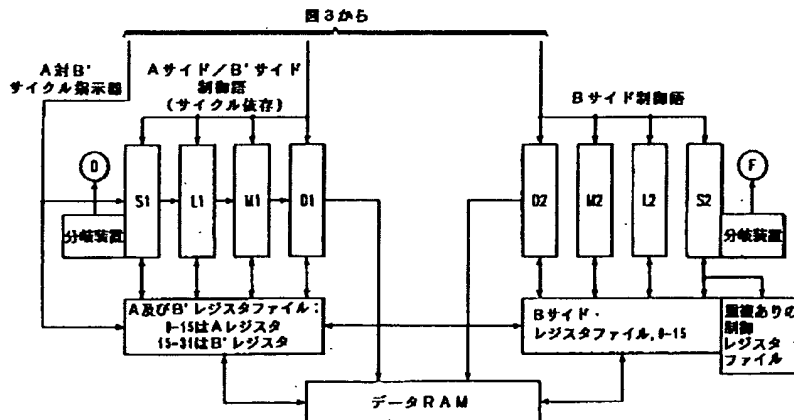 図3から
A対B'
サイクル指示器
Aサイド/B'サイド
制御語
(サイクル依存)
Bサイド制御語
D
F
S1
L1
M1
D1
D2
M2
L2
S2
分岐装置
分岐装置
A及びB'レジスタファイル:
0-15はAレジスタ
15-31はB'レジスタ
Bサイド・
レジスタファイル,0-15
重複ありの
制御
レジスタ・
ファイル
データRAM